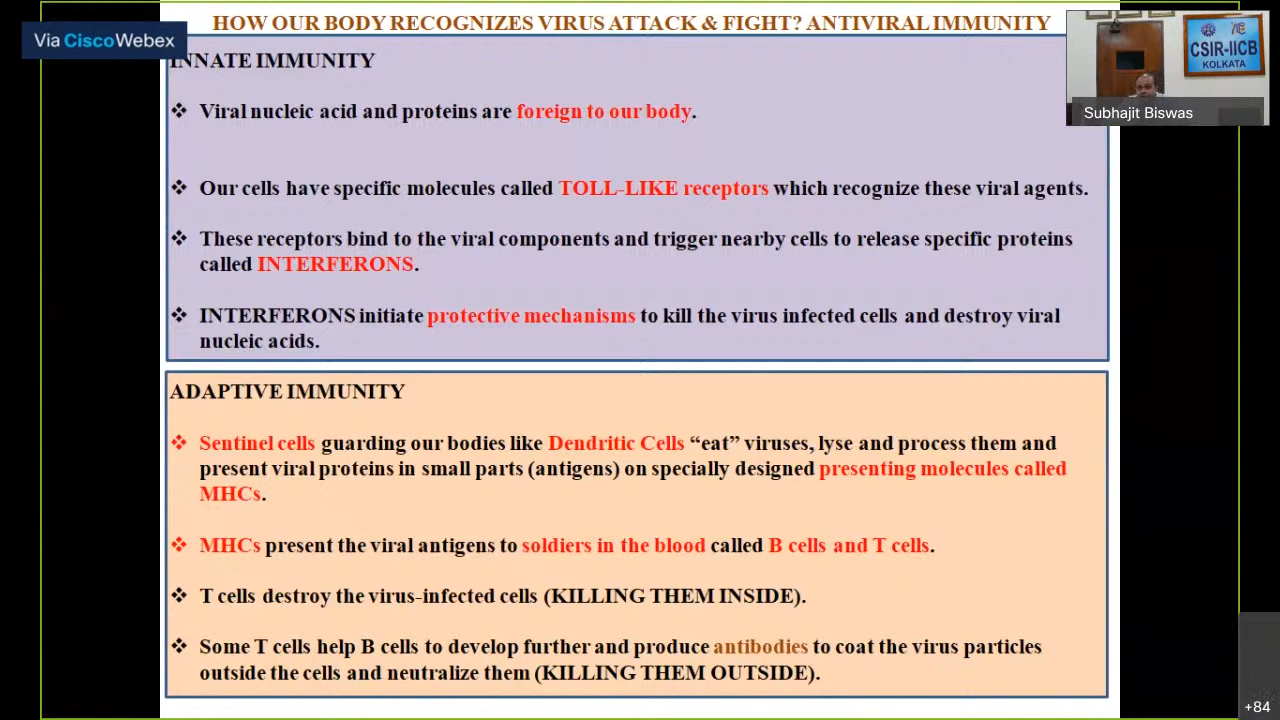 Via Cisco Webex
HOW OUR BODY RECOGNIZES VIRUS ATTACK & FIGHT? ANTIVIRAL IMMUNITY
INNATE IMMUNITY
❖ Viral nucleic acid and proteins are foreign to our body.
❖ Our cells have specific molecules called TOLL-LIKE receptors which recognize these viral agents.
❖ These receptors bind to the viral components and trigger nearby cells to release specific proteins
called INTERFERONS.
❖ INTERFERONS initiate protective mechanisms to kill the virus infected cells and destroy viral
nucleic acids.
ADAPTIVE IMMUNITY
❖ Sentinel cells guarding our bodies like Dendritic Cells “eat” viruses, lyse and process them and
present viral proteins in small parts (antigens) on specially designed presenting molecules called
MHCs.
❖ MHCs present the viral antigens to soldiers in the blood called B cells and T cells.
❖ T cells destroy the virus-infected cells (KILLING THEM INSIDE).
❖ Some T cells help B cells to develop further and produce antibodies to coat the virus particles
outside the cells and neutralize them (KILLING THEM OUTSIDE).
CSIR-IICB
KOLKATA
Subhajit Biswas
+84